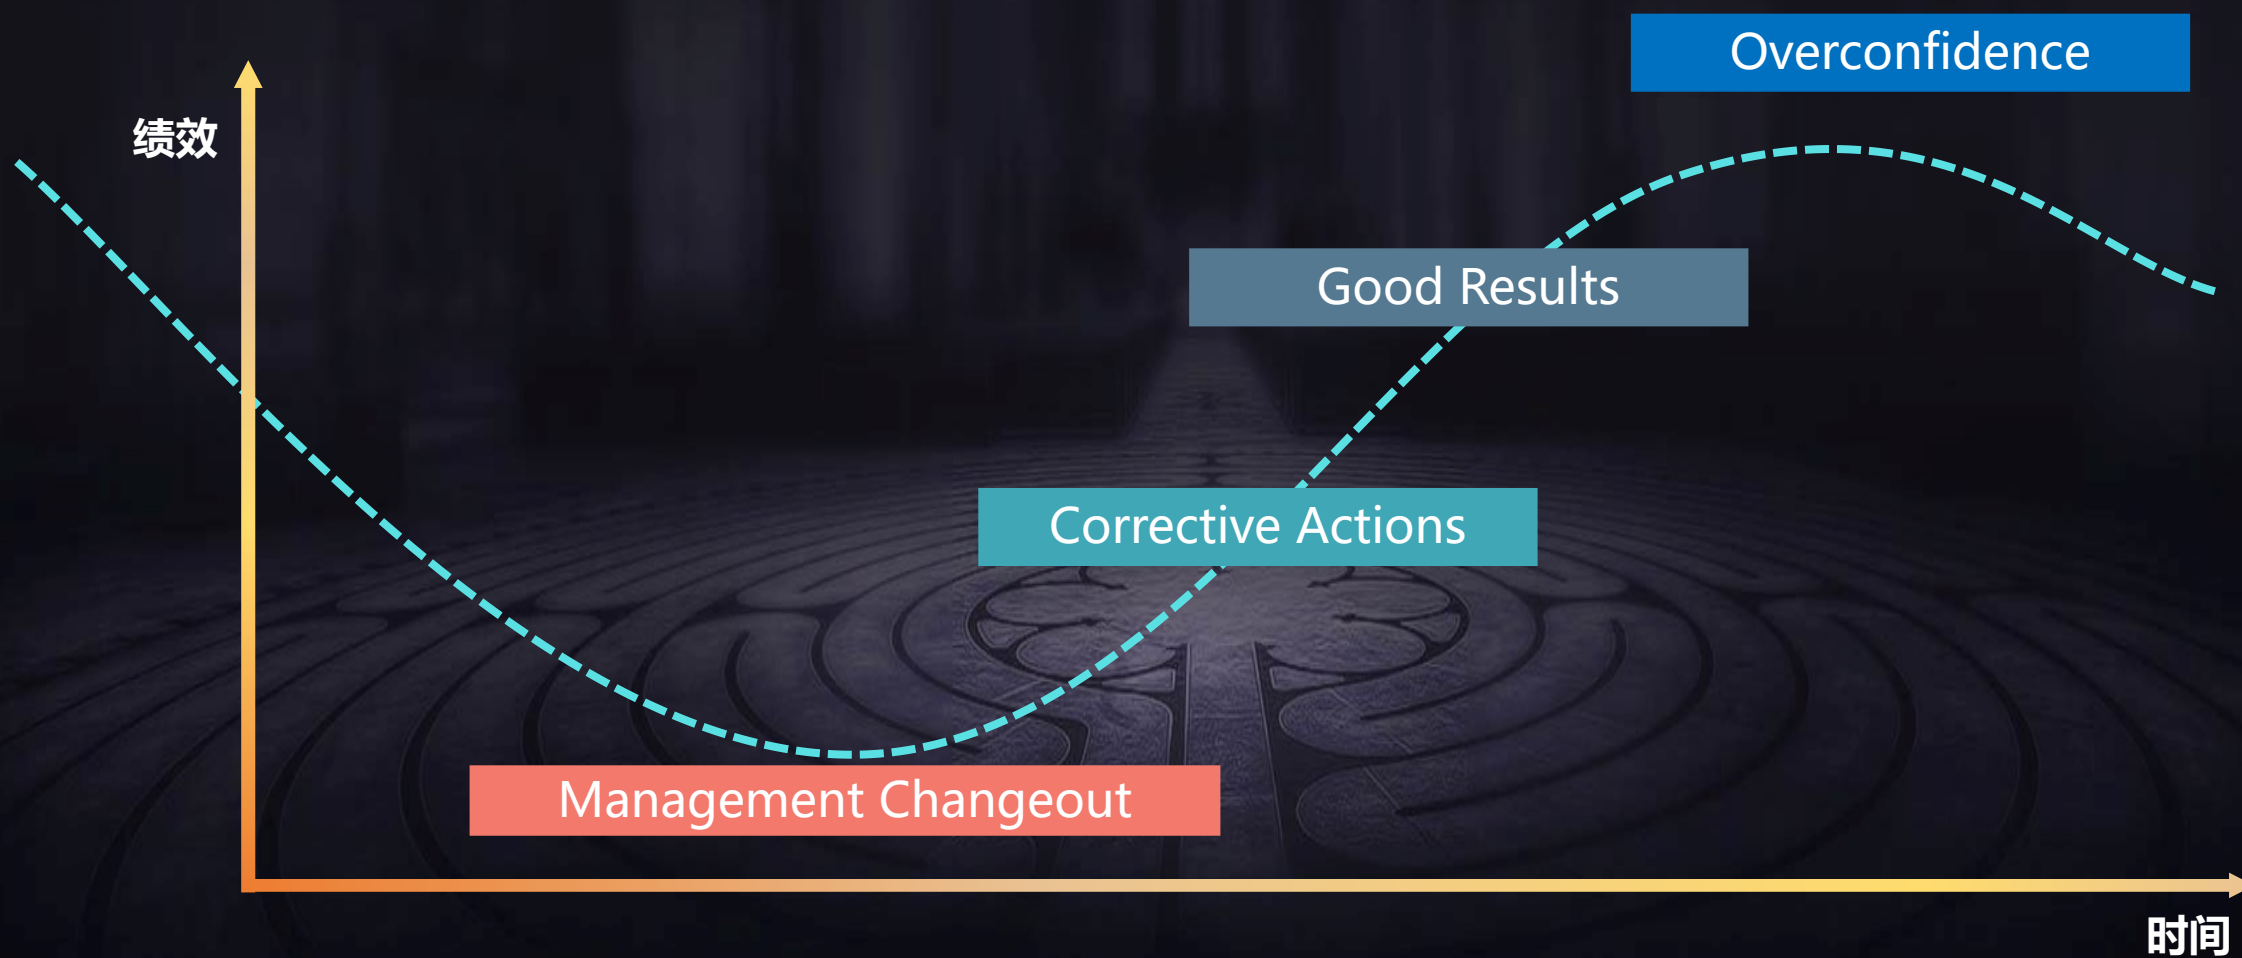 Overconfidence
绩效
Good Results
Corrective Actions
Management Changeout
时间